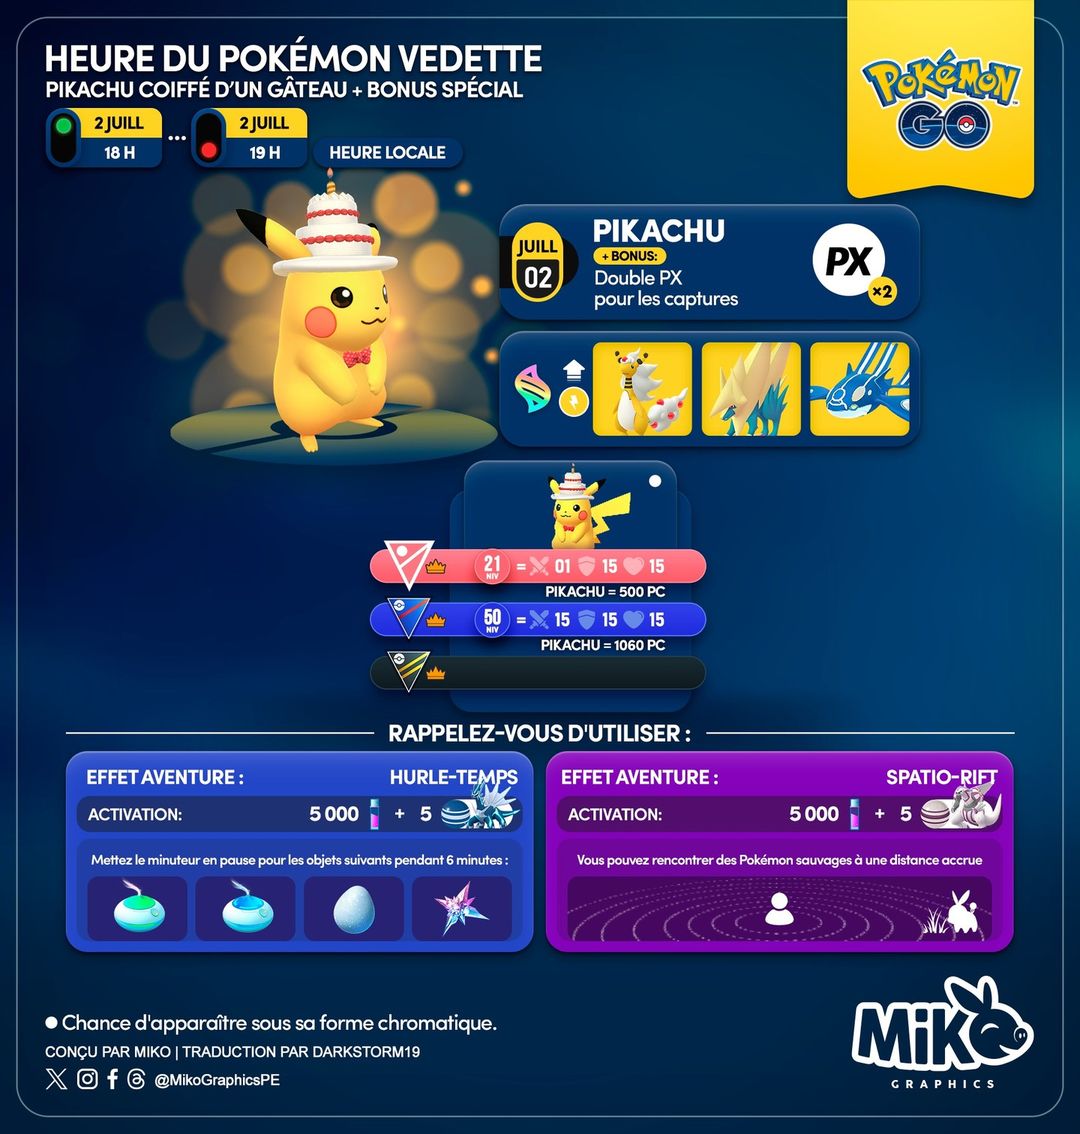 HEURE DU POKÉMON VEDETTE
PIKACHU COIFFÉ D'UN GÂTEAU + BONUS SPÉCIAL
2 JUILL
18 H
...
2 JUILL
19 H
HEURE LOCALE
POKÉMON
GO
JUILL
02
PIKACHU
+ BONUS:
Double PX
pour les captures
PX
×2
21 NIV = 01 15 15
PIKACHU = 500 PC
50 NIV = 15 15 15
PIKACHU = 1060 PC
RAPPELEZ-VOUS D'UTILISER :
EFFET AVENTURE : HURLE-TEMPS
ACTIVATION: 5 000 + 5
Mettez le minuteur en pause pour les objets suivants pendant 6 minutes :
EFFET AVENTURE : SPATIO-RIFT
ACTIVATION: 5 000 + 5
Vous pouvez rencontrer des Pokémon sauvages à une distance accrue
Chance d'apparaître sous sa forme chromatique.
CONÇU PAR MIKO | TRADUCTION PAR DARKSTORM19
@MikoGraphicsPE
MiKO
GRAPHICS